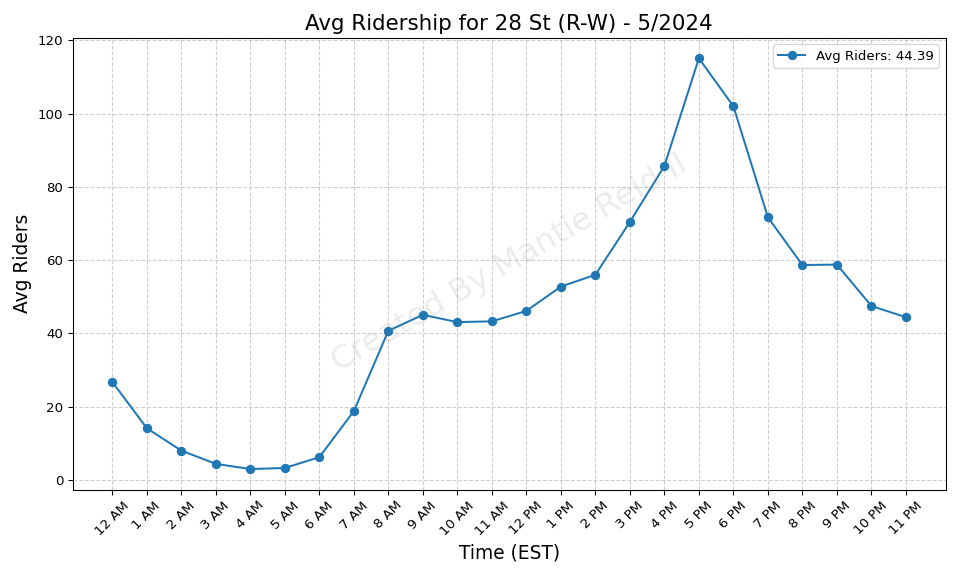 Avg Ridership for 28 St (R-W) - 5/2024
Avg Riders: 44.39
120
100
80
60
40
20
0
Avg Riders
Created By Mantie Reid II
12 AM
1 AM
2 AM
3 AM
4 AM
5 AM
6 AM
7 AM
8 AM
9 AM
10 AM
11 AM
12 PM
1 PM
2 PM
3 PM
4 PM
5 PM
6 PM
7 PM
8 PM
9 PM
10 PM
11 PM
Time (EST)